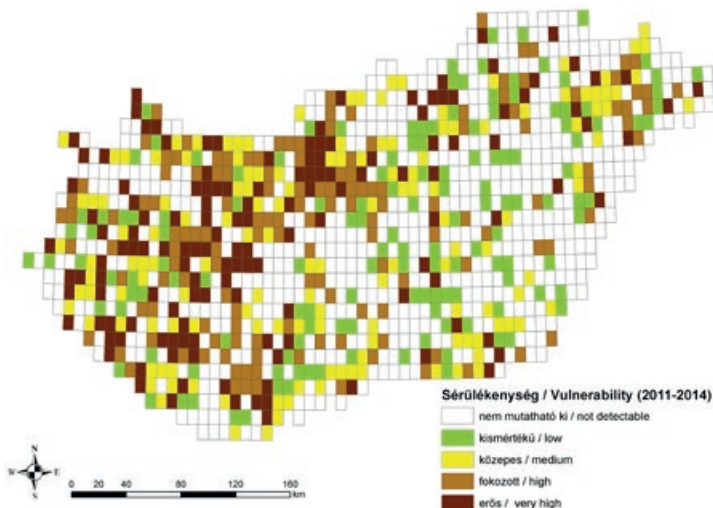 Sérülékenység / Vulnerability (2011-2014)
nem mutatható ki / not detectable
kismértékű / low
közepes / medium
fokozott / high
erős / very high
N
W E
S
0 20 40 80 120 160
km